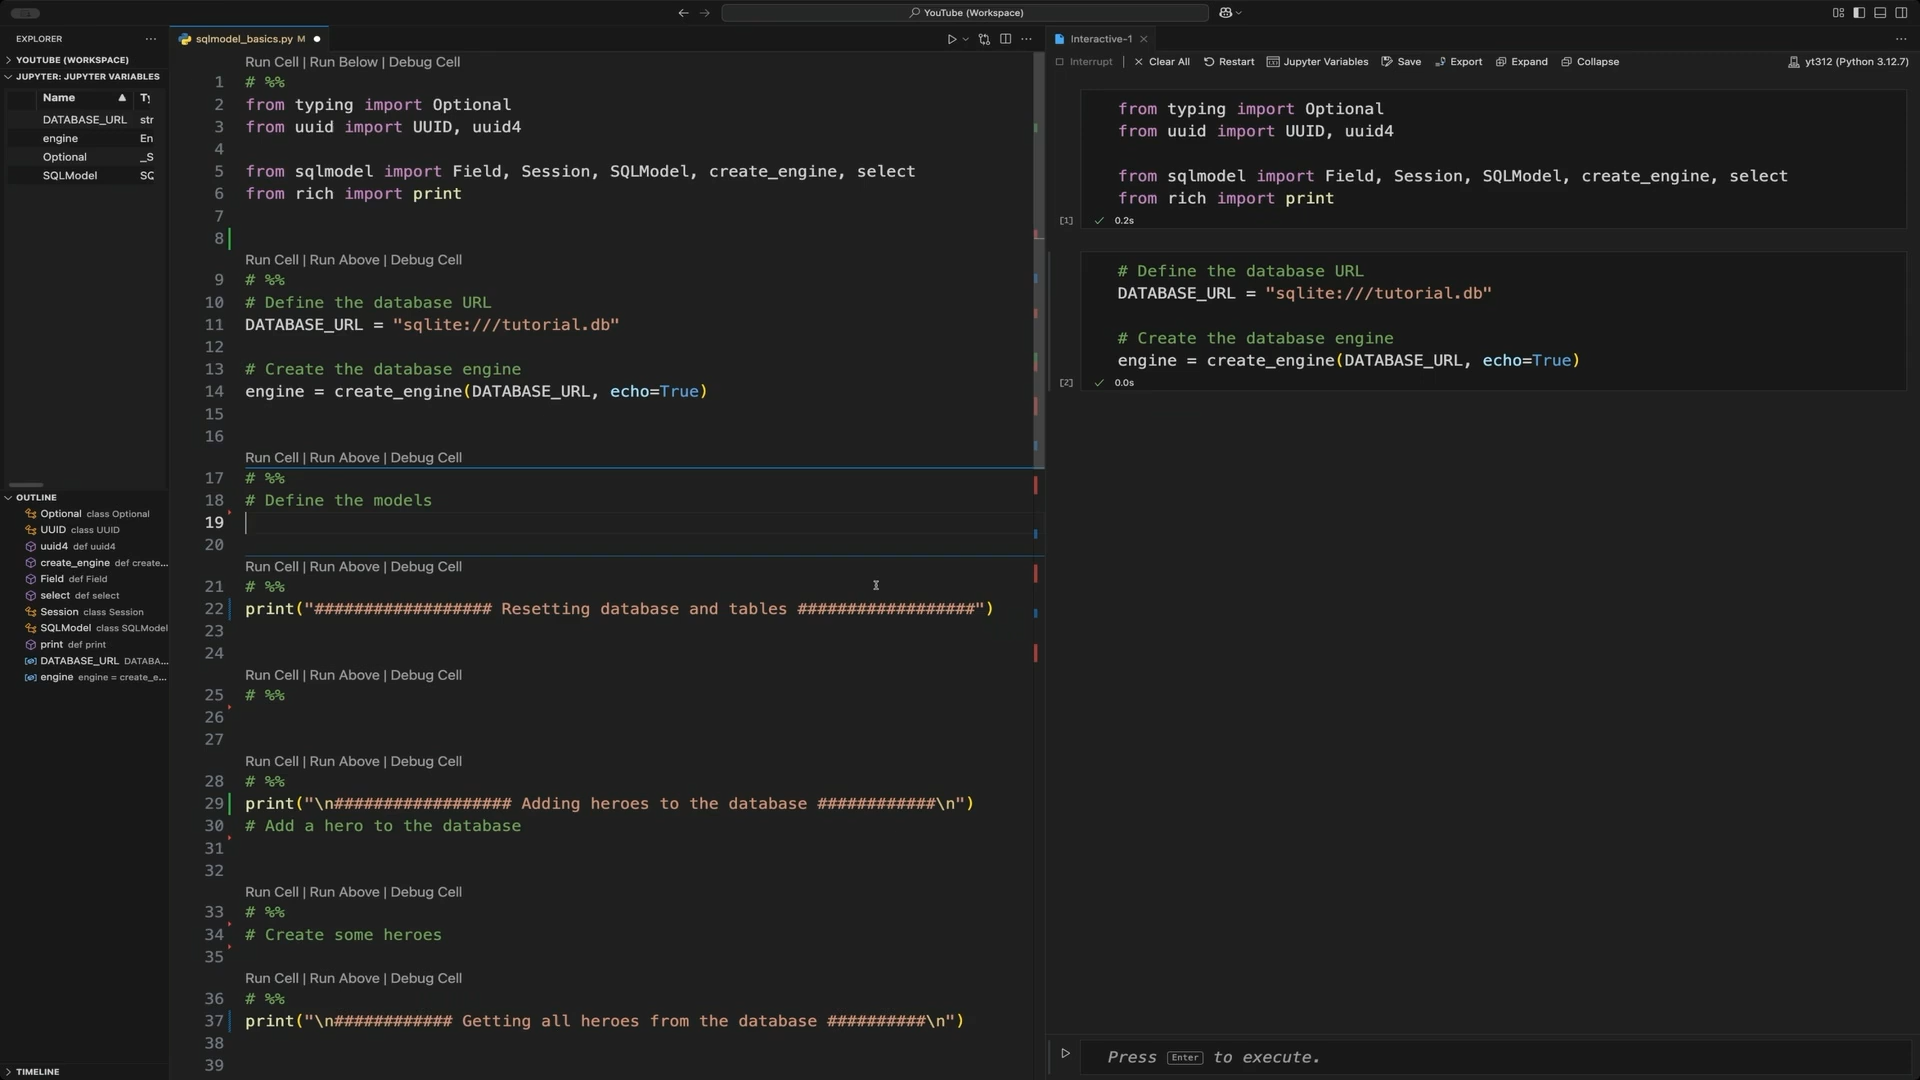 YouTube (Workspace)
EXPLORER
YOUTUBE (WORKSPACE)
JUPYTER: JUPYTER VARIABLES
Name
DATABASE_URL str
engine En
Optional _S
SQLModel SQ
OUTLINE
Optional class Optional
UUID class UUID
uuid4 def uuid4
create_engine def create...
Field def Field
select def select
Session class Session
SQLModel class SQLModel
print def print
DATABASE_URL DATABA...
engine engine = create_e...
TIMELINE
sqlmodel_basics.py M
Run Cell | Run Below | Debug Cell
1 # %%
2 from typing import Optional
3 from uuid import UUID, uuid4
4
5 from sqlmodel import Field, Session, SQLModel, create_engine, select
6 from rich import print
7
8
Run Cell | Run Above | Debug Cell
9 # %%
10 # Define the database URL
11 DATABASE_URL = "sqlite:///tutorial.db"
12
13 # Create the database engine
14 engine = create_engine(DATABASE_URL, echo=True)
15
16
Run Cell | Run Above | Debug Cell
17 # %%
18 # Define the models
19
20
Run Cell | Run Above | Debug Cell
21 # %%
22 print("################## Resetting database and tables ##################")
23
24
Run Cell | Run Above | Debug Cell
25 # %%
26
27
Run Cell | Run Above | Debug Cell
28 # %%
29 print("\n################## Adding heroes to the database ############\n")
30 # Add a hero to the database
31
32
Run Cell | Run Above | Debug Cell
33 # %%
34 # Create some heroes
35
Run Cell | Run Above | Debug Cell
36 # %%
37 print("\n############ Getting all heroes from the database ##########\n")
38
39
Interactive-1
Interrupt | Clear All Restart Jupyter Variables Save Export Expand Collapse yt312 (Python 3.12.7)
from typing import Optional
from uuid import UUID, uuid4
from sqlmodel import Field, Session, SQLModel, create_engine, select
from rich import print
[1] 0.2s
# Define the database URL
DATABASE_URL = "sqlite:///tutorial.db"
# Create the database engine
engine = create_engine(DATABASE_URL, echo=True)
[2] 0.0s
Press Enter to execute.